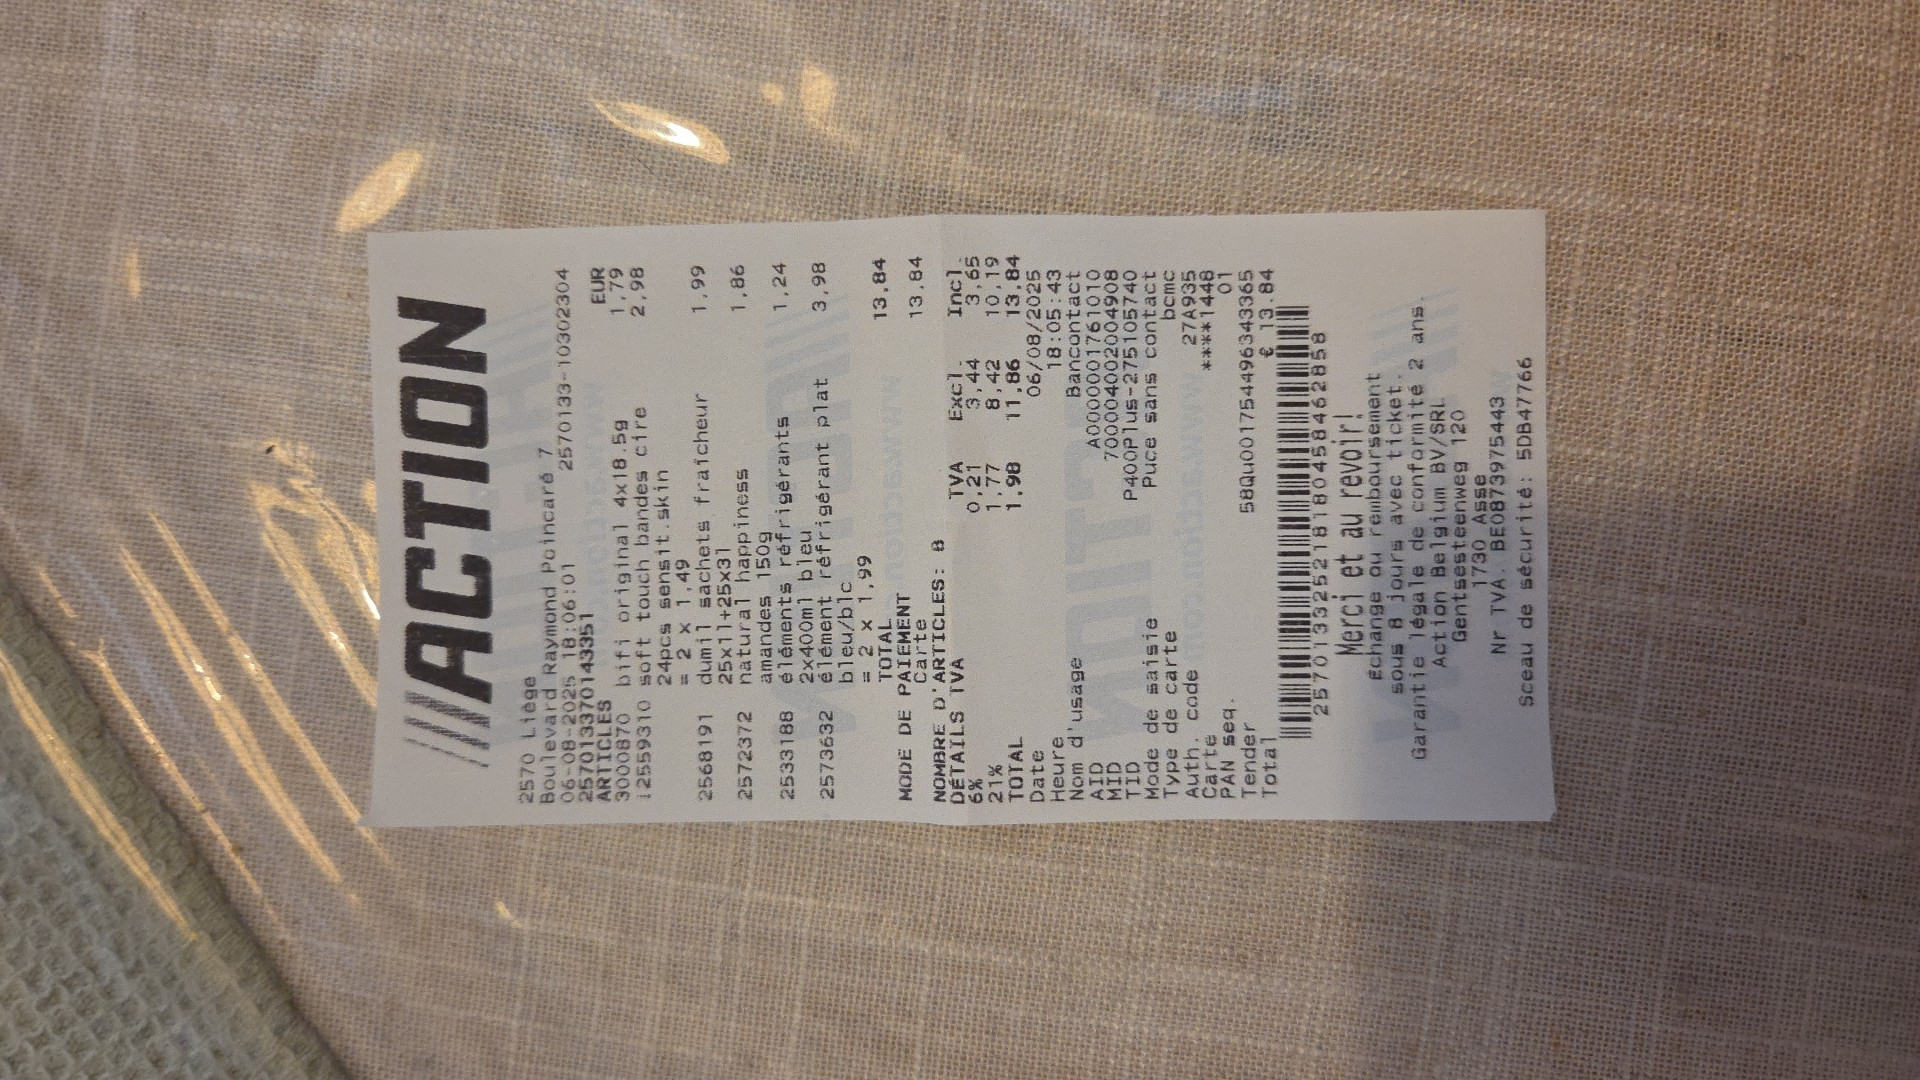 ACTION
2570 Liège
Boulevard Raymond Poincaré 7
06-08-2025 18:06:01 2570133-10302304
257013370143351
ARTICLES EUR
3000870 bifi original 4x18.5g 1,79
12559310 soft touch bandes cire 2,98
24pcs sensit.skin
= 2 x 1,49
2568191 dumil sachets fraîcheur 1,99
25x1l+25x3l
2572372 natural happiness 1,86
amandes 150g
2533188 éléments réfrigérants 1,24
2x400ml bleu
2573632 élément réfrigérant plat 3,98
bleu/blc
= 2 x 1,99
TOTAL 13,84
MODE DE PAIEMENT
Carte 13,84
NOMBRE D'ARTICLES: 8
DÉTAILS TVA TVA Excl. Incl.
6% 0,21 3,44 3,65
21% 1,77 8,42 10,19
TOTAL 1,98 11,86 13,84
Date 06/08/2025
Heure 18:05:43
Nom d'usage Bancontact
AID A0000001761010
MID 700004002004908
TID P400Plus-275105740
Mode de saisie Puce sans contact
Type de carte bcmc
Auth. code 27A935
Carte ****1448
PAN seq. 01
Tender 58QU001754496343365
Total € 13.84
257013325218180458462858
Merci et au revoir!
Échange ou remboursement
sous 8 jours avec ticket.
Garantie légale de conformité 2 ans.
Action Belgium BV/SRL
Gentsesteenweg 120
1730 Asse
Nr TVA. BE0873975443
Sceau de sécurité: 5DB47766